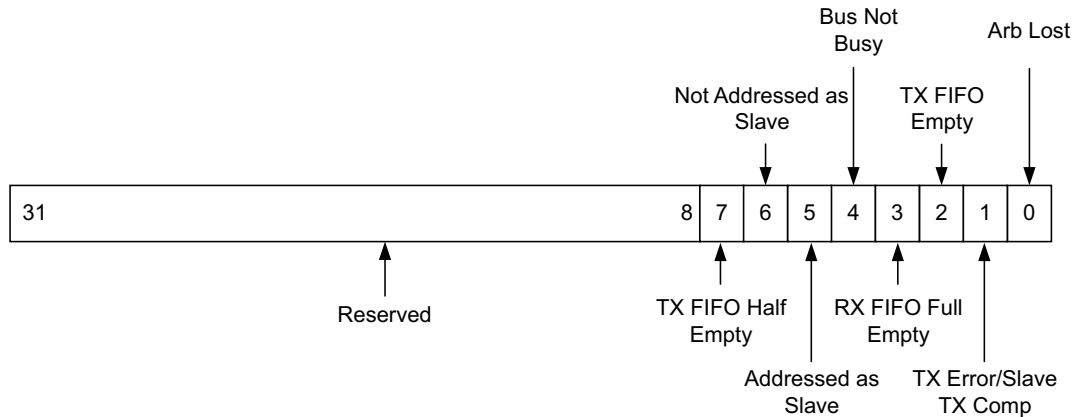 Bus Not
Busy
Arb Lost
Not Addressed as
Slave
TX FIFO
Empty
31 8 7 6 5 4 3 2 1 0
Reserved
TX FIFO Half
Empty
RX FIFO Full
Empty
Addressed as
Slave
TX Error/Slave
TX Comp